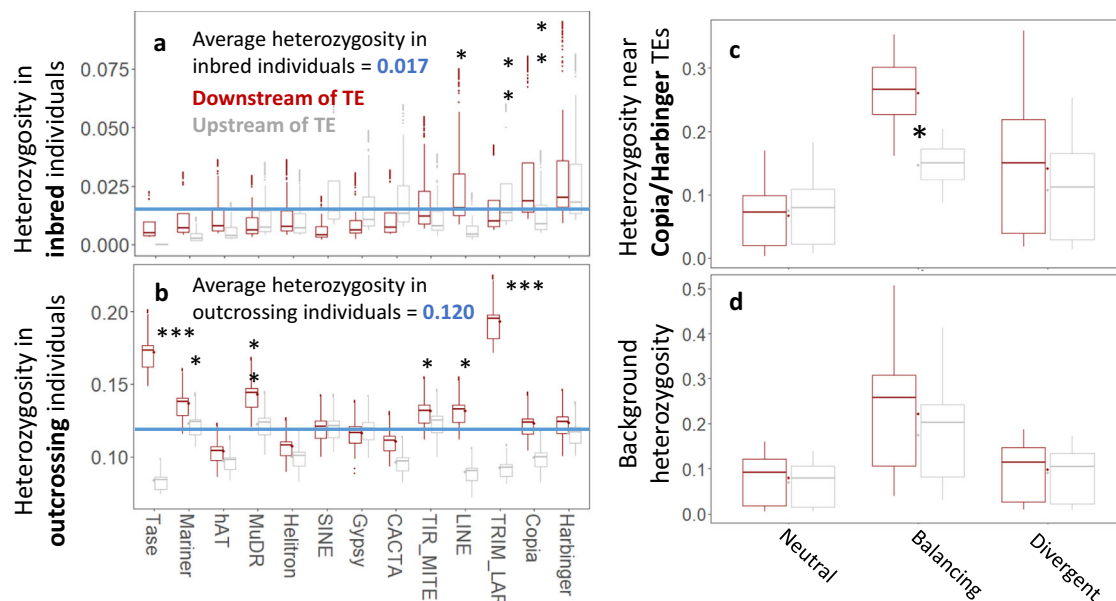 Heterozygosity in
inbred individuals
0.075
0.050
0.025
0.000
a
Average heterozygosity in
inbred individuals = 0.017
Downstream of TE
Upstream of TE
*
*
*
*
*
Heterozygosity in
outcrossing individuals
0.20
0.15
0.10
b
Average heterozygosity in
outcrossing individuals = 0.120
***
*
*
*
*
*
***
Tase
Mariner
hAT
MuDR
Helitron
SINE
Gypsy
CACTA
TIR_MITE
LINE
TRIM_LAR
Copia
Harbinger
Heterozygosity near
Copia/Harbinger TEs
0.3
0.2
0.1
0.0
c
*
Background
heterozygosity
0.5
0.4
0.3
0.2
0.1
0.0
d
Neutral
Balancing
Divergent